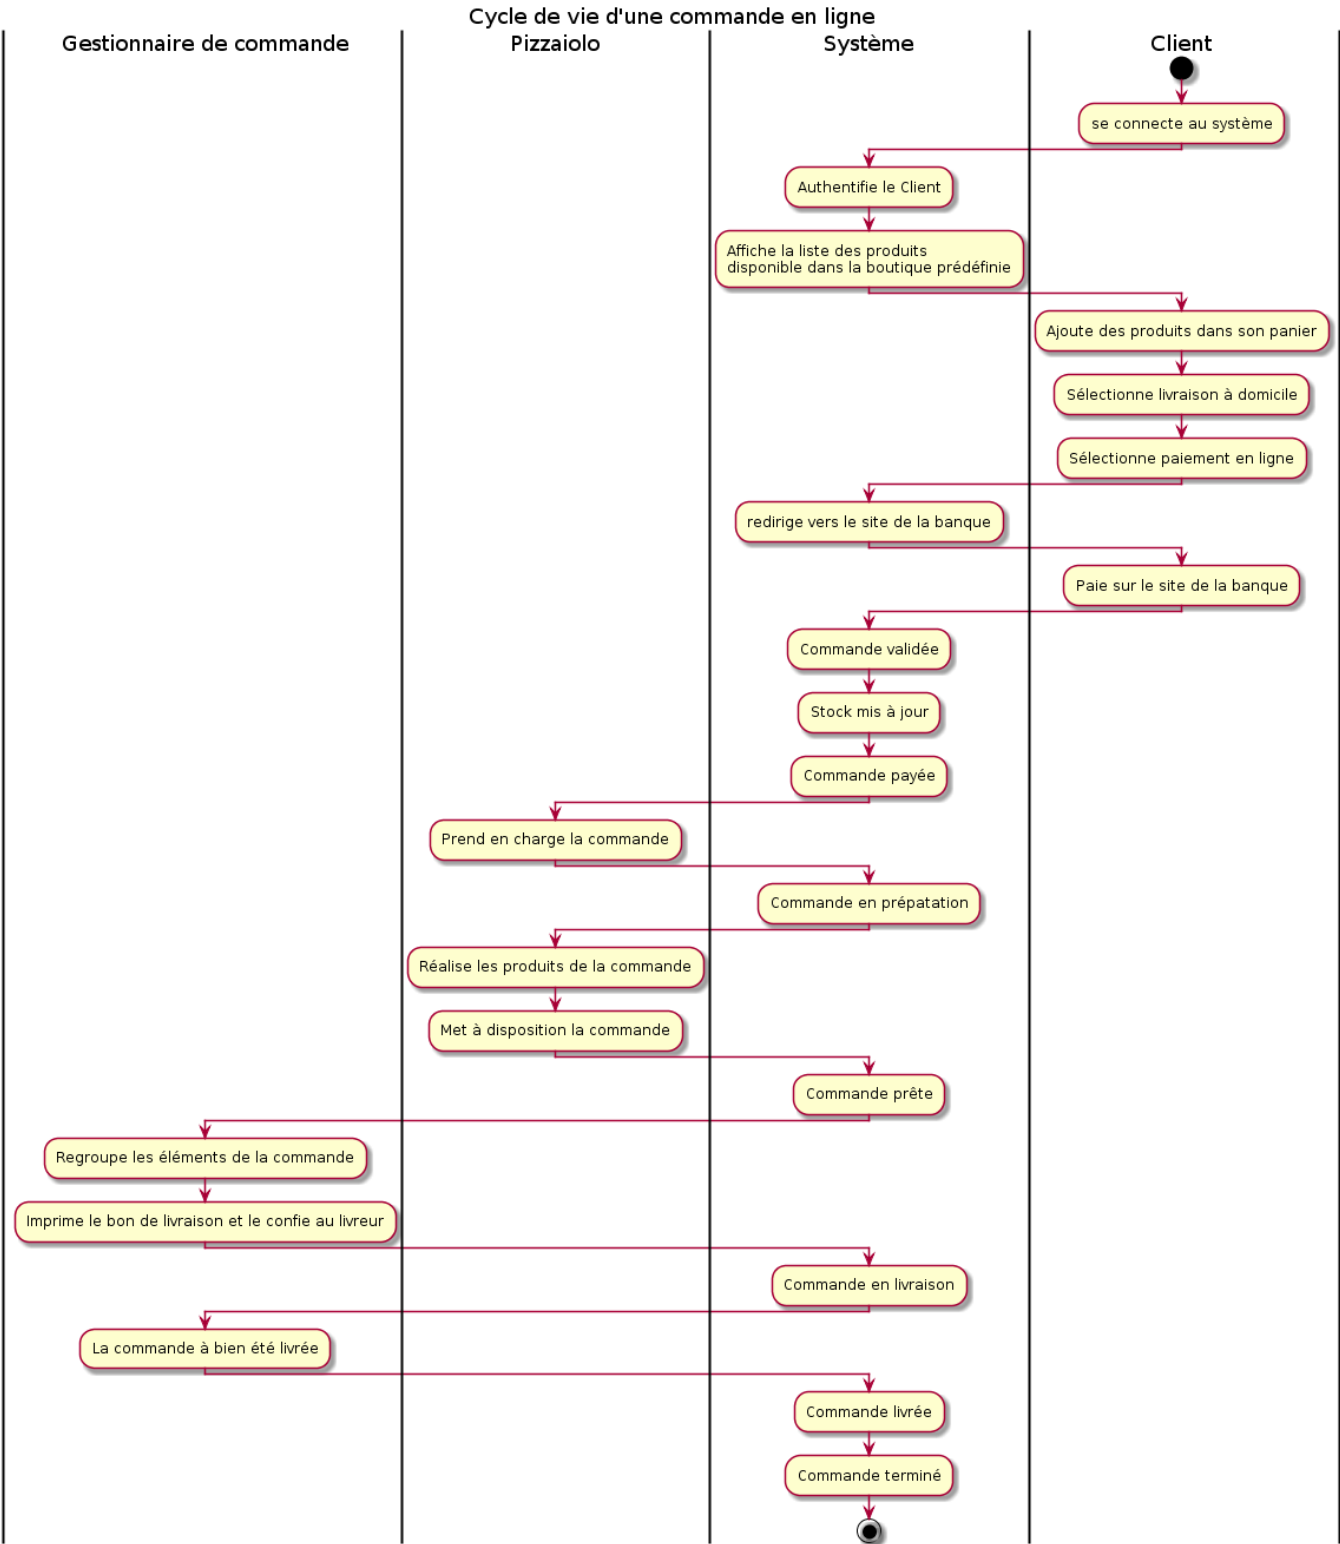 Cycle de vie d'une commande en ligne
Gestionnaire de commande
Pizzaiolo
Système
Client
se connecte au système
Authentifie le Client
Affiche la liste des produits
disponible dans la boutique prédéfinie
Ajoute des produits dans son panier
Sélectionne livraison à domicile
Sélectionne paiement en ligne
redirige vers le site de la banque
Paie sur le site de la banque
Commande validée
Stock mis à jour
Commande payée
Prend en charge la commande
Commande en prépatation
Réalise les produits de la commande
Met à disposition la commande
Commande prête
Regroupe les éléments de la commande
Imprime le bon de livraison et le confie au livreur
Commande en livraison
La commande à bien été livrée
Commande livrée
Commande terminé